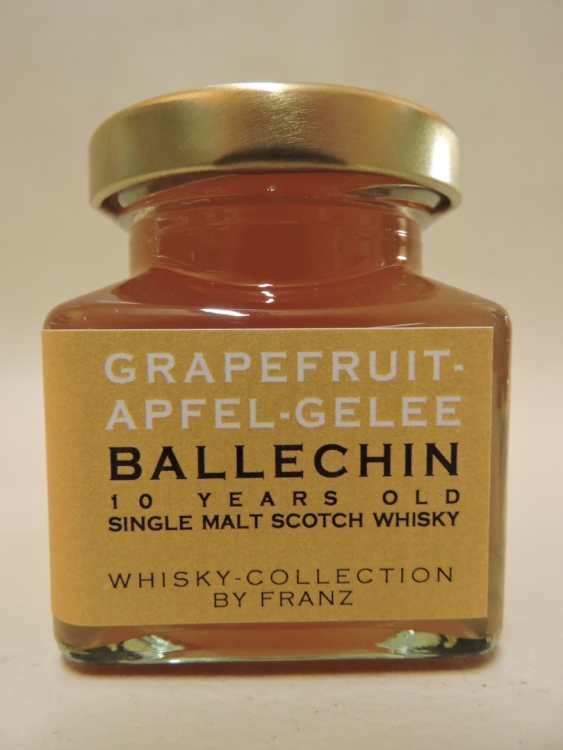 GRAPEFRUIT-
APFEL-GELEE
BALLECHIN
10 YEARS OLD
SINGLE MALT SCOTCH WHISKY
WHISKY-COLLECTION
BY FRANZ